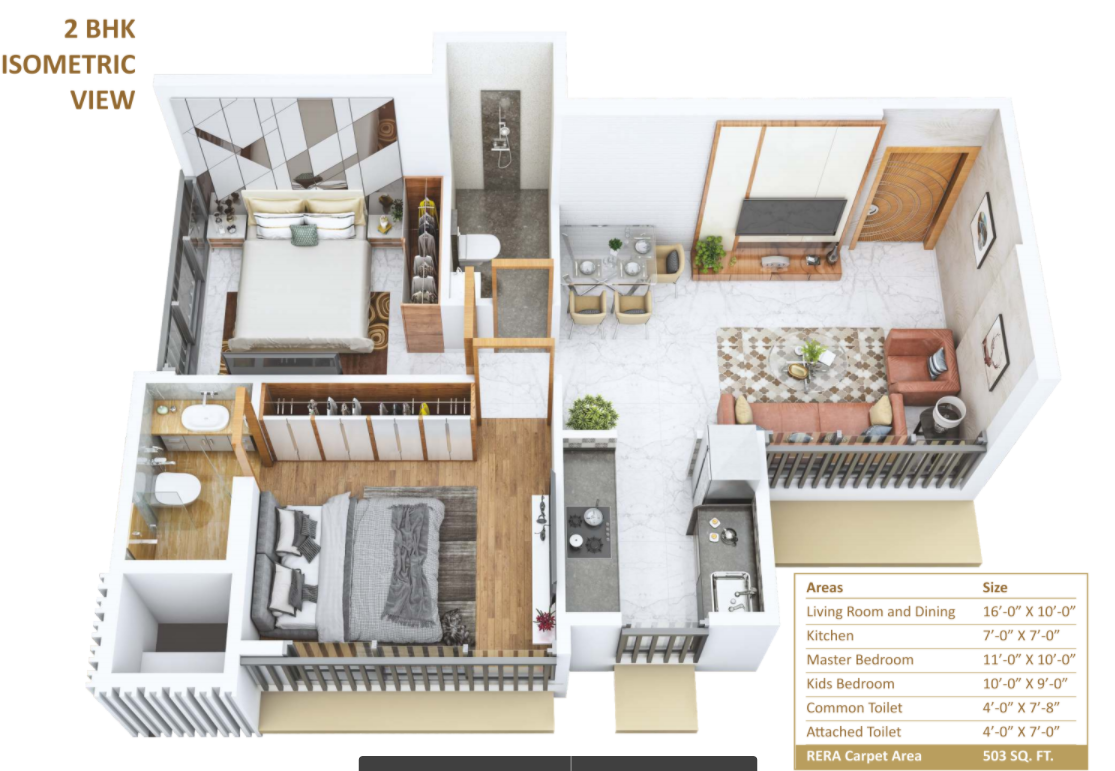 2 BHK
ISOMETRIC
VIEW
Areas Size
Living Room and Dining 16’-0” X 10’-0”
Kitchen 7’-0” X 7’-0”
Master Bedroom 11’-0” X 10’-0”
Kids Bedroom 10’-0” X 9’-0”
Common Toilet 4’-0” X 7’-8”
Attached Toilet 4’-0” X 7’-0”
RERA Carpet Area 503 SQ. FT.